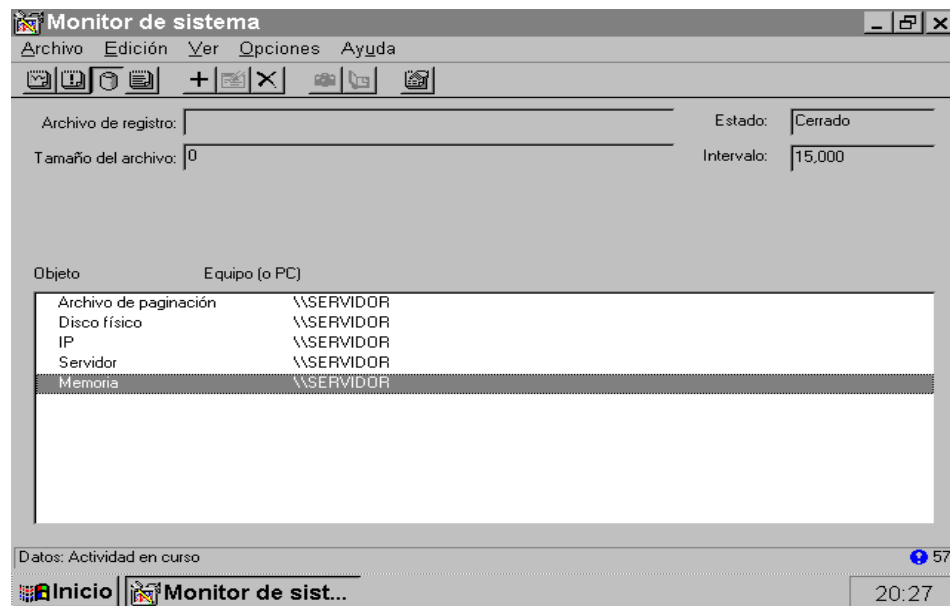 Monitor de sistema
Archivo Edición Ver Opciones Ayuda
Archivo de registro:
Estado: Cerrado
Tamaño del archivo: 0
Intervalo: 15,000
Objeto Equipo (o PC)
Archivo de paginación \\SERVIDOR
Disco físico \\SERVIDOR
IP \\SERVIDOR
Servidor \\SERVIDOR
Memoria \\SERVIDOR
Datos: Actividad en curso 57
Inicio Monitor de sist... 20:27